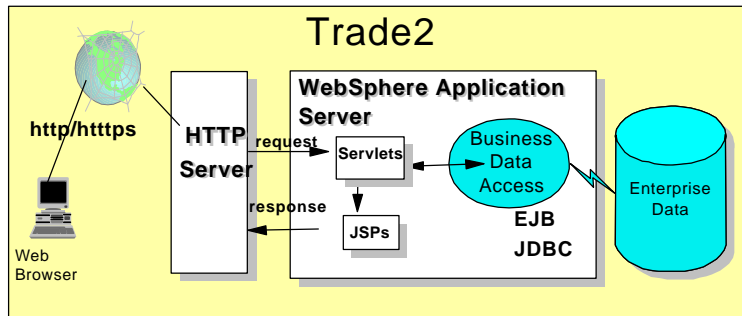 Trade2
http/htttps
Web
Browser
HTTP
Server
request
response
WebSphere Application
Server
Servlets
JSPs
Business
Data
Access
EJB
JDBC
Enterprise
Data